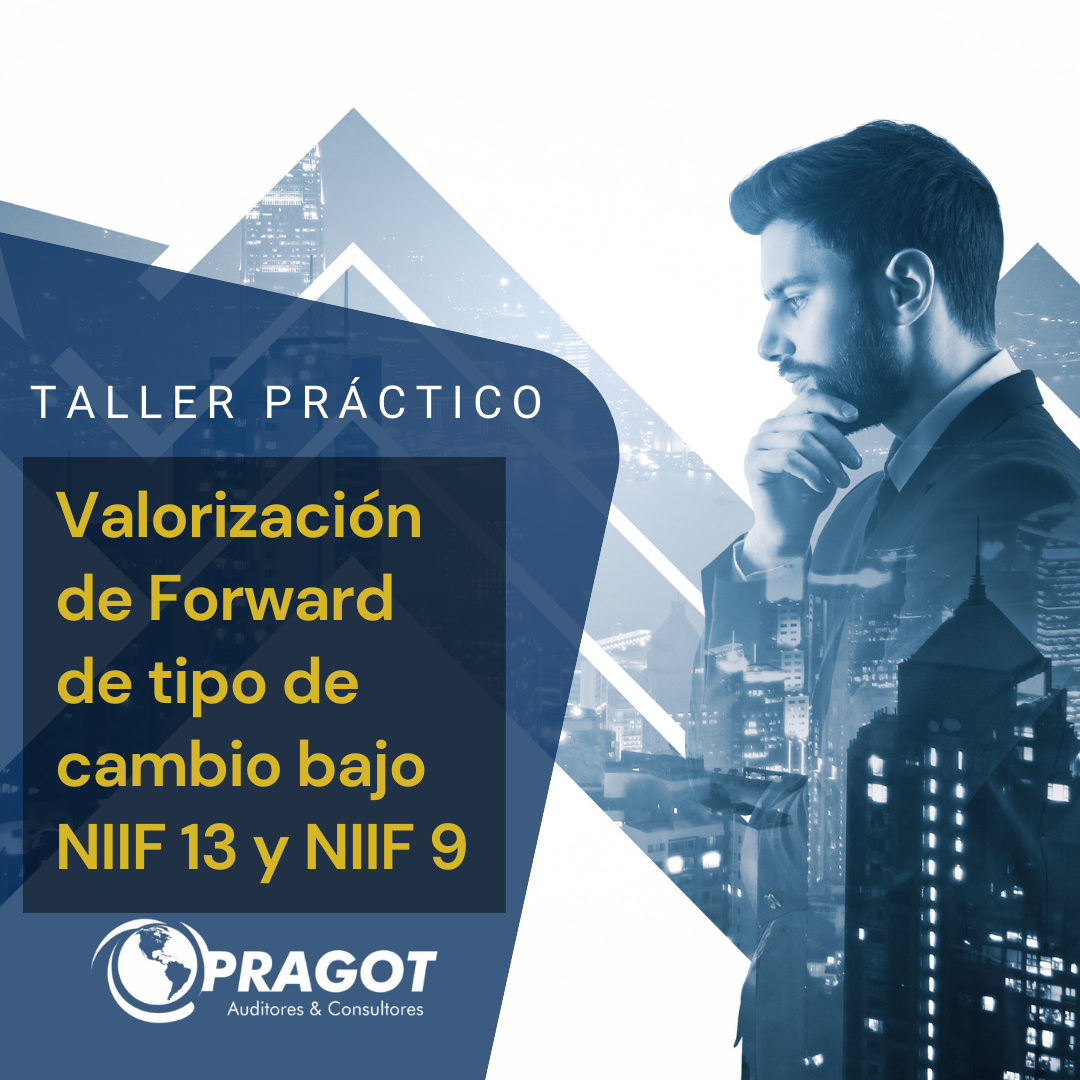 TALLER PRÁCTICO
Valorización
de Forward
de tipo de
cambio bajo
NIIF 13 y NIIF 9
PRAGOT
Auditores & Consultores